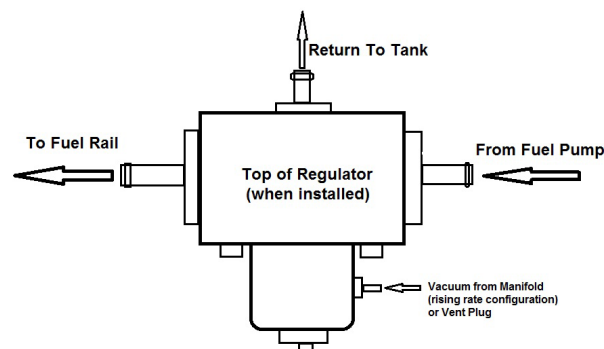 Return To Tank
To Fuel Rail
From Fuel Pump
Top of Regulator
(when installed)
Vacuum from Manifold
(rising rate configuration)
or Vent Plug